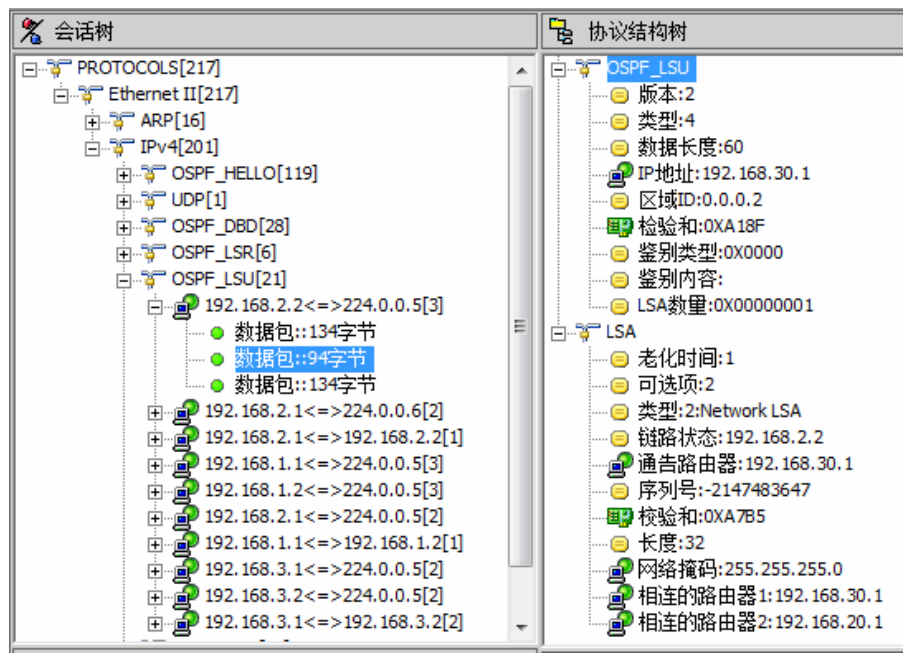 会话树
PROTOCOLS[217]
Ethernet II[217]
ARP[16]
IPv4[201]
OSPF_HELLO[119]
UDP[1]
OSPF_DBD[28]
OSPF_LSR[6]
OSPF_LSU[21]
192.168.2.2<=>224.0.0.5[3]
数据包::134字节
数据包::94字节
数据包::134字节
192.168.2.1<=>224.0.0.6[2]
192.168.2.1<=>192.168.2.2[1]
192.168.1.1<=>224.0.0.5[3]
192.168.1.2<=>224.0.0.5[3]
192.168.2.1<=>224.0.0.5[2]
192.168.1.1<=>192.168.1.2[1]
192.168.3.1<=>224.0.0.5[2]
192.168.3.2<=>224.0.0.5[2]
192.168.3.1<=>192.168.3.2[2]
协议结构树
OSPF_LSU
版本:2
类型:4
数据长度:60
IP地址:192.168.30.1
区域ID:0.0.0.2
检验和:0XA18F
鉴别类型:0X0000
鉴别内容:
LSA数量:0X00000001
LSA
老化时间:1
可选项:2
类型:2:Network LSA
链路状态:192.168.2.2
通告路由器:192.168.30.1
序列号:-2147483647
校验和:0XA7B5
长度:32
网络掩码:255.255.255.0
相连的路由器1:192.168.30.1
相连的路由器2:192.168.20.1